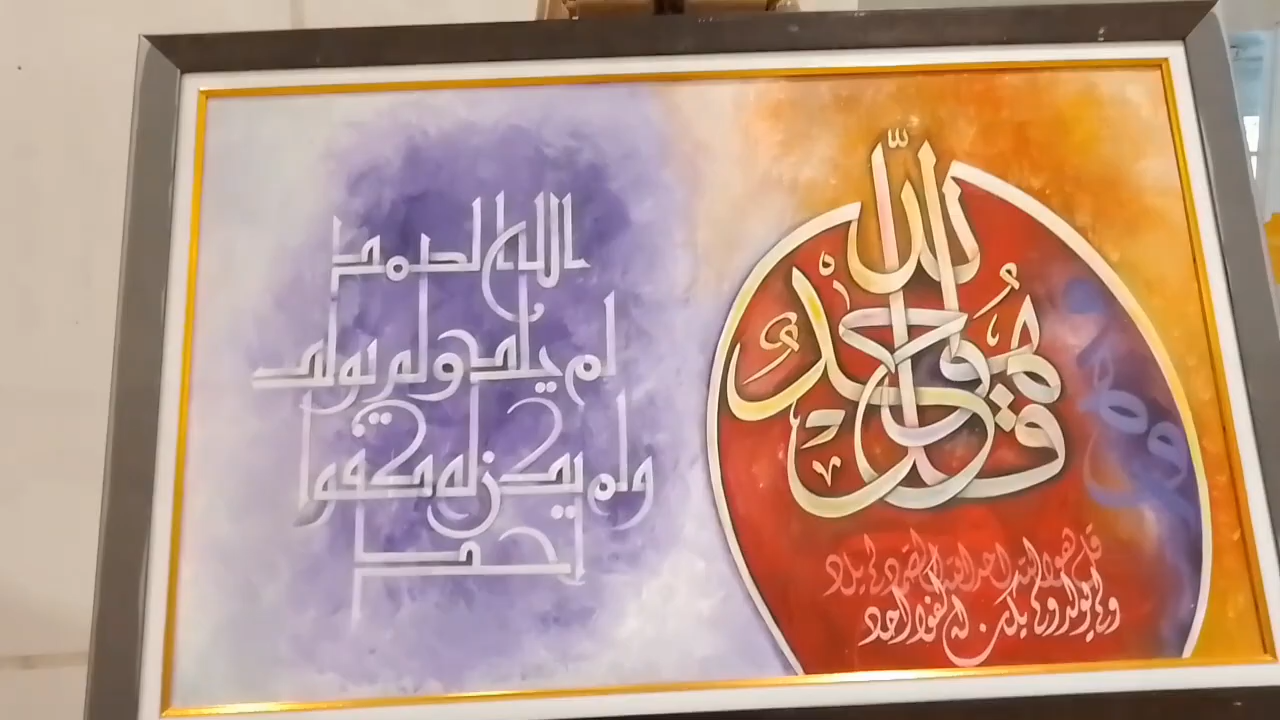 قل هو الله أحد
قل هو الله احد الله الصمد لم يلد
ولم يولد ولم يكن له كفوا احد
الله الصمد
لم يلد ولم يولد
ولم يكن له كفوا
احد